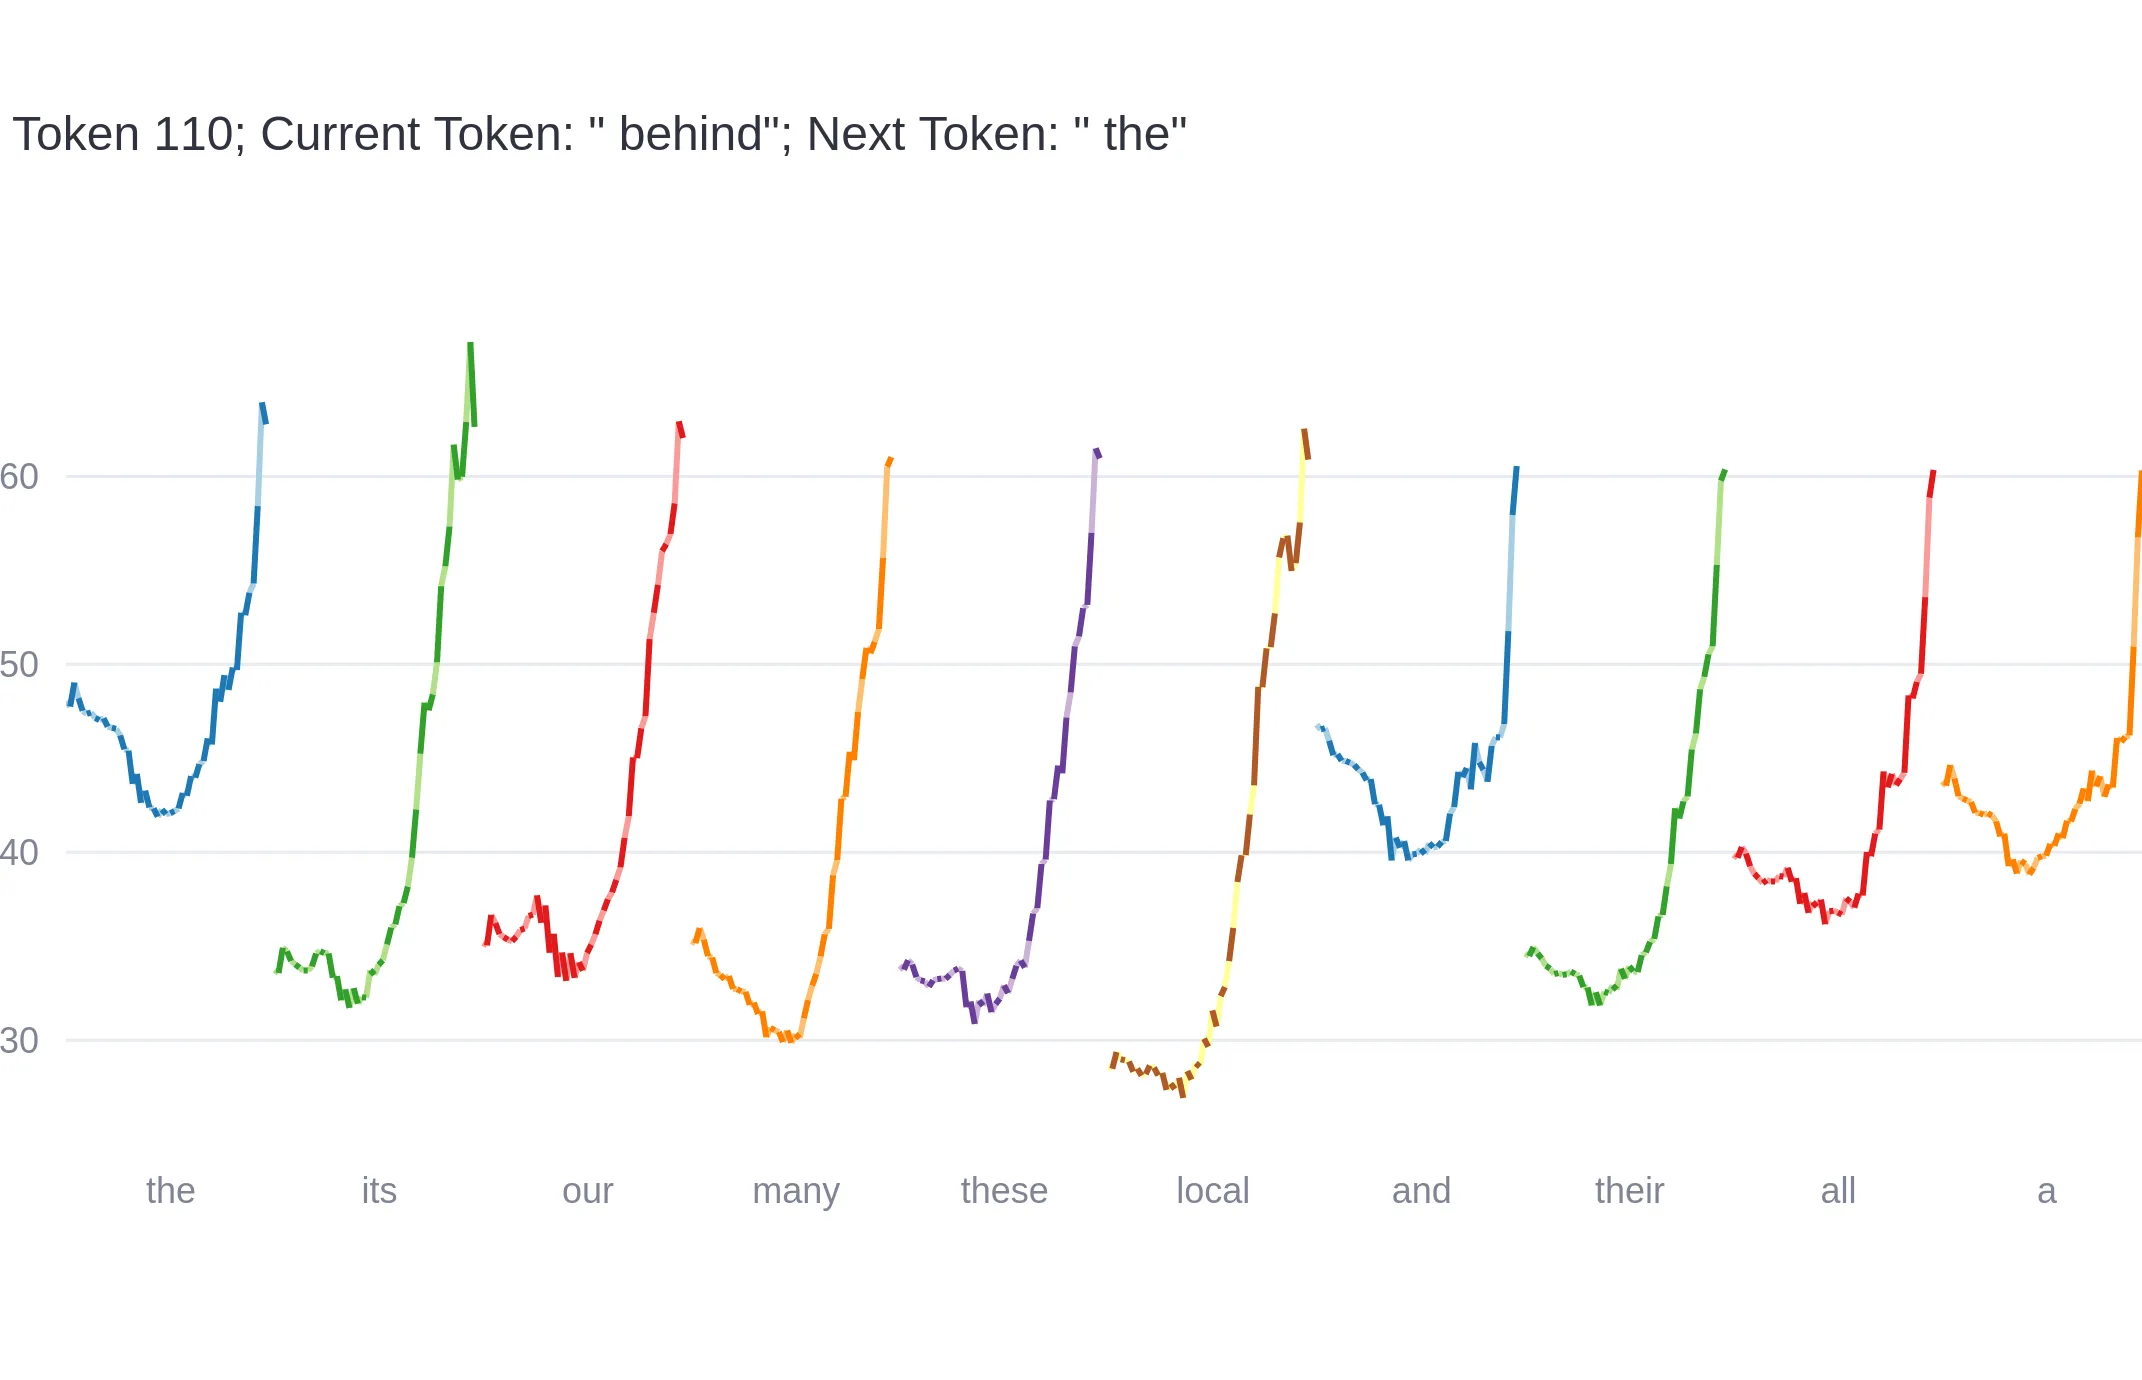 Token 110; Current Token: " behind"; Next Token: " the"
60
50
40
30
the its our many these local and their all a